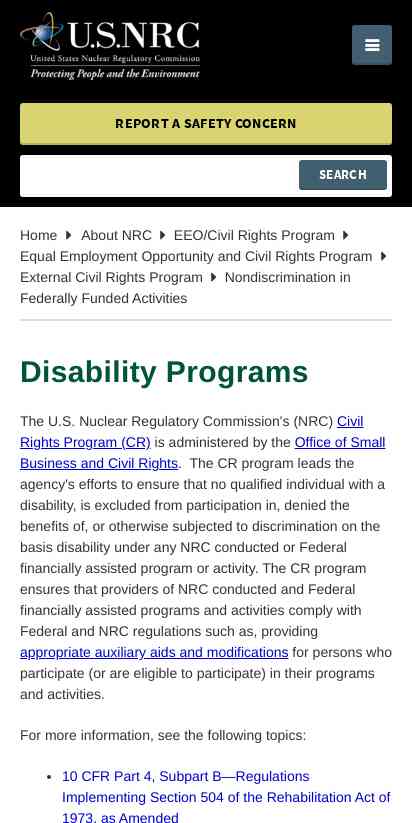 U.S.NRC
United States Nuclear Regulatory Commission
Protecting People and the Environment
REPORT A SAFETY CONCERN
SEARCH
Home About NRC EEO/Civil Rights Program
Equal Employment Opportunity and Civil Rights Program
External Civil Rights Program Nondiscrimination in
Federally Funded Activities
Disability Programs
The U.S. Nuclear Regulatory Commission's (NRC) Civil
Rights Program (CR) is administered by the Office of Small
Business and Civil Rights.  The CR program leads the
agency's efforts to ensure that no qualified individual with a
disability, is excluded from participation in, denied the
benefits of, or otherwise subjected to discrimination on the
basis disability under any NRC conducted or Federal
financially assisted program or activity. The CR program
ensures that providers of NRC conducted and Federal
financially assisted programs and activities comply with
Federal and NRC regulations such as, providing
appropriate auxiliary aids and modifications for persons who
participate (or are eligible to participate) in their programs
and activities.
For more information, see the following topics:
• 10 CFR Part 4, Subpart B—Regulations
Implementing Section 504 of the Rehabilitation Act of
1973, as Amended